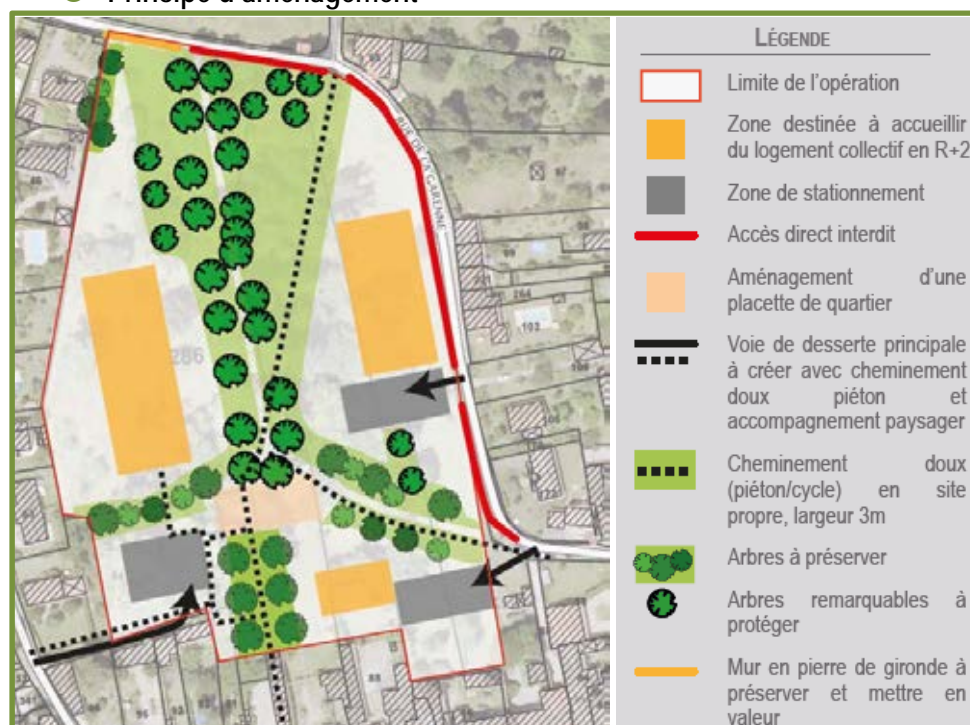 Principe d'aménagement
RUE DE LA GARENNE
286
103
88
LÉGENDE
Limite de l'opération
Zone destinée à accueillir
du logement collectif en R+2
Zone de stationnement
Accès direct interdit
Aménagement d'une
placette de quartier
Voie de desserte principale
à créer avec cheminement
doux piéton et
accompagnement paysager
Cheminement doux
(piéton/cycle) en site
propre, largeur 3m
Arbres à préserver
Arbres remarquables à
protéger
Mur en pierre de gironde à
préserver et mettre en
valeur